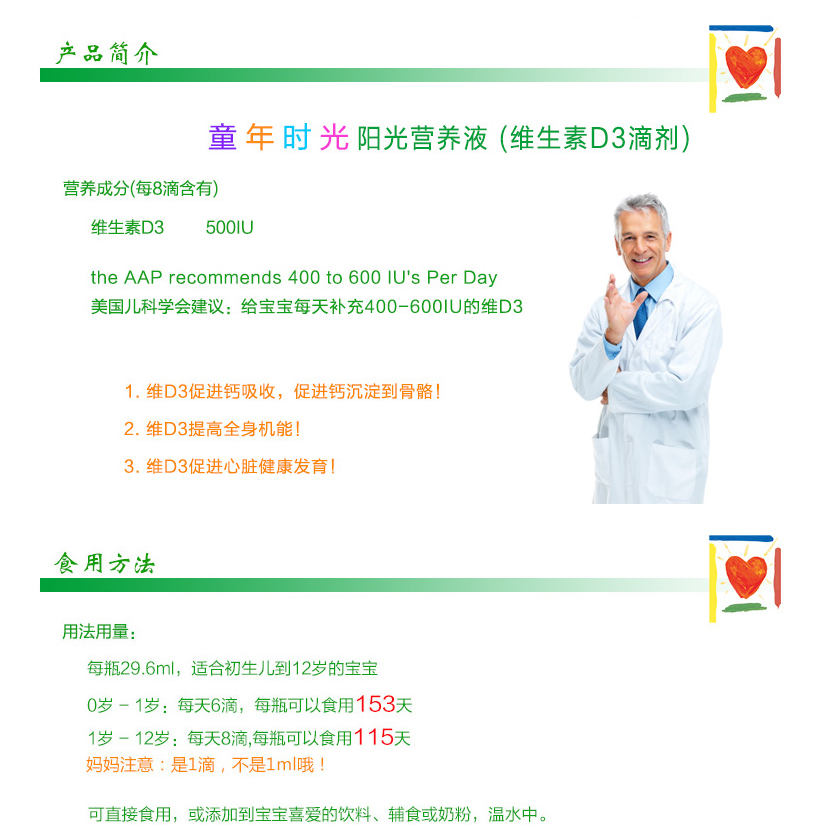 产品简介
童年时光 阳光营养液 (维生素D3滴剂)
营养成分(每8滴含有)
维生素D3 500IU
the AAP recommends 400 to 600 IU's Per Day
美国儿科学会建议：给宝宝每天补充400-600IU的维D3
1. 维D3促进钙吸收，促进钙沉淀到骨骼！
2. 维D3提高全身机能！
3. 维D3促进心脏健康发育！
食用方法
用法用量：
每瓶29.6ml，适合初生儿到12岁的宝宝
0岁 - 1岁：每天6滴，每瓶可以食用153天
1岁 - 12岁：每天8滴,每瓶可以食用115天
妈妈注意：是1滴，不是1ml哦！
可直接食用，或添加到宝宝喜爱的饮料、辅食或奶粉，温水中。